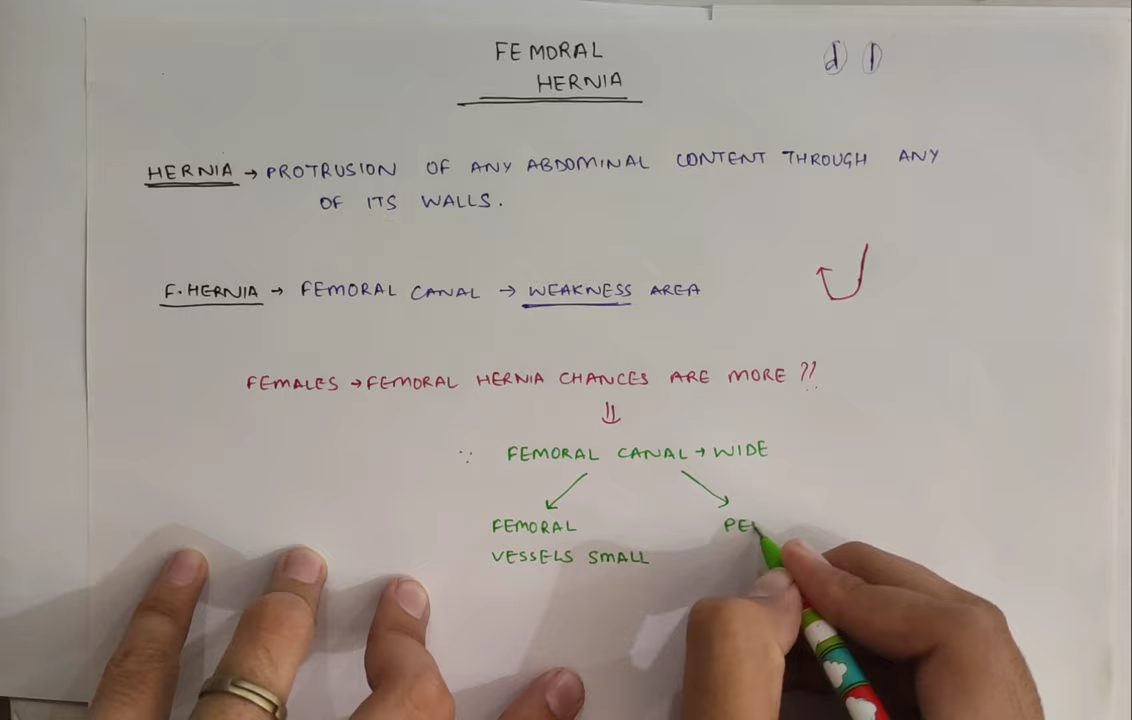 FEMORAL
HERNIA
HERNIA → PROTRUSION OF ANY ABDOMINAL CONTENT THROUGH ANY
OF ITS WALLS.
F.HERNIA → FEMORAL CANAL → WEAKNESS AREA
FEMALES → FEMORAL HERNIA CHANCES ARE MORE ??
⇓
∵ FEMORAL CANAL → WIDE
FEMORAL
VESSELS SMALL
PE